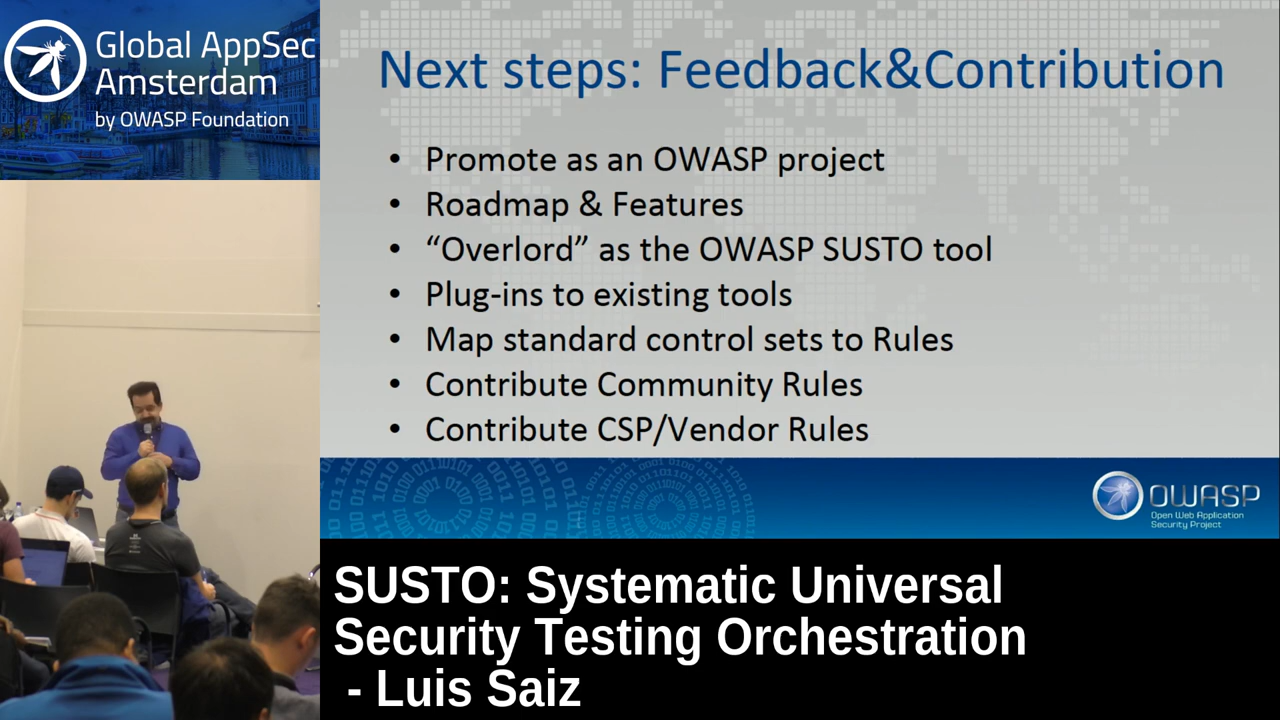 Global AppSec
Amsterdam
by OWASP Foundation
Next steps: Feedback&Contribution
• Promote as an OWASP project
• Roadmap & Features
• “Overlord” as the OWASP SUSTO tool
• Plug-ins to existing tools
• Map standard control sets to Rules
• Contribute Community Rules
• Contribute CSP/Vendor Rules
OWASP
Open Web Application
Security Project
SUSTO: Systematic Universal
Security Testing Orchestration
- Luis Saiz